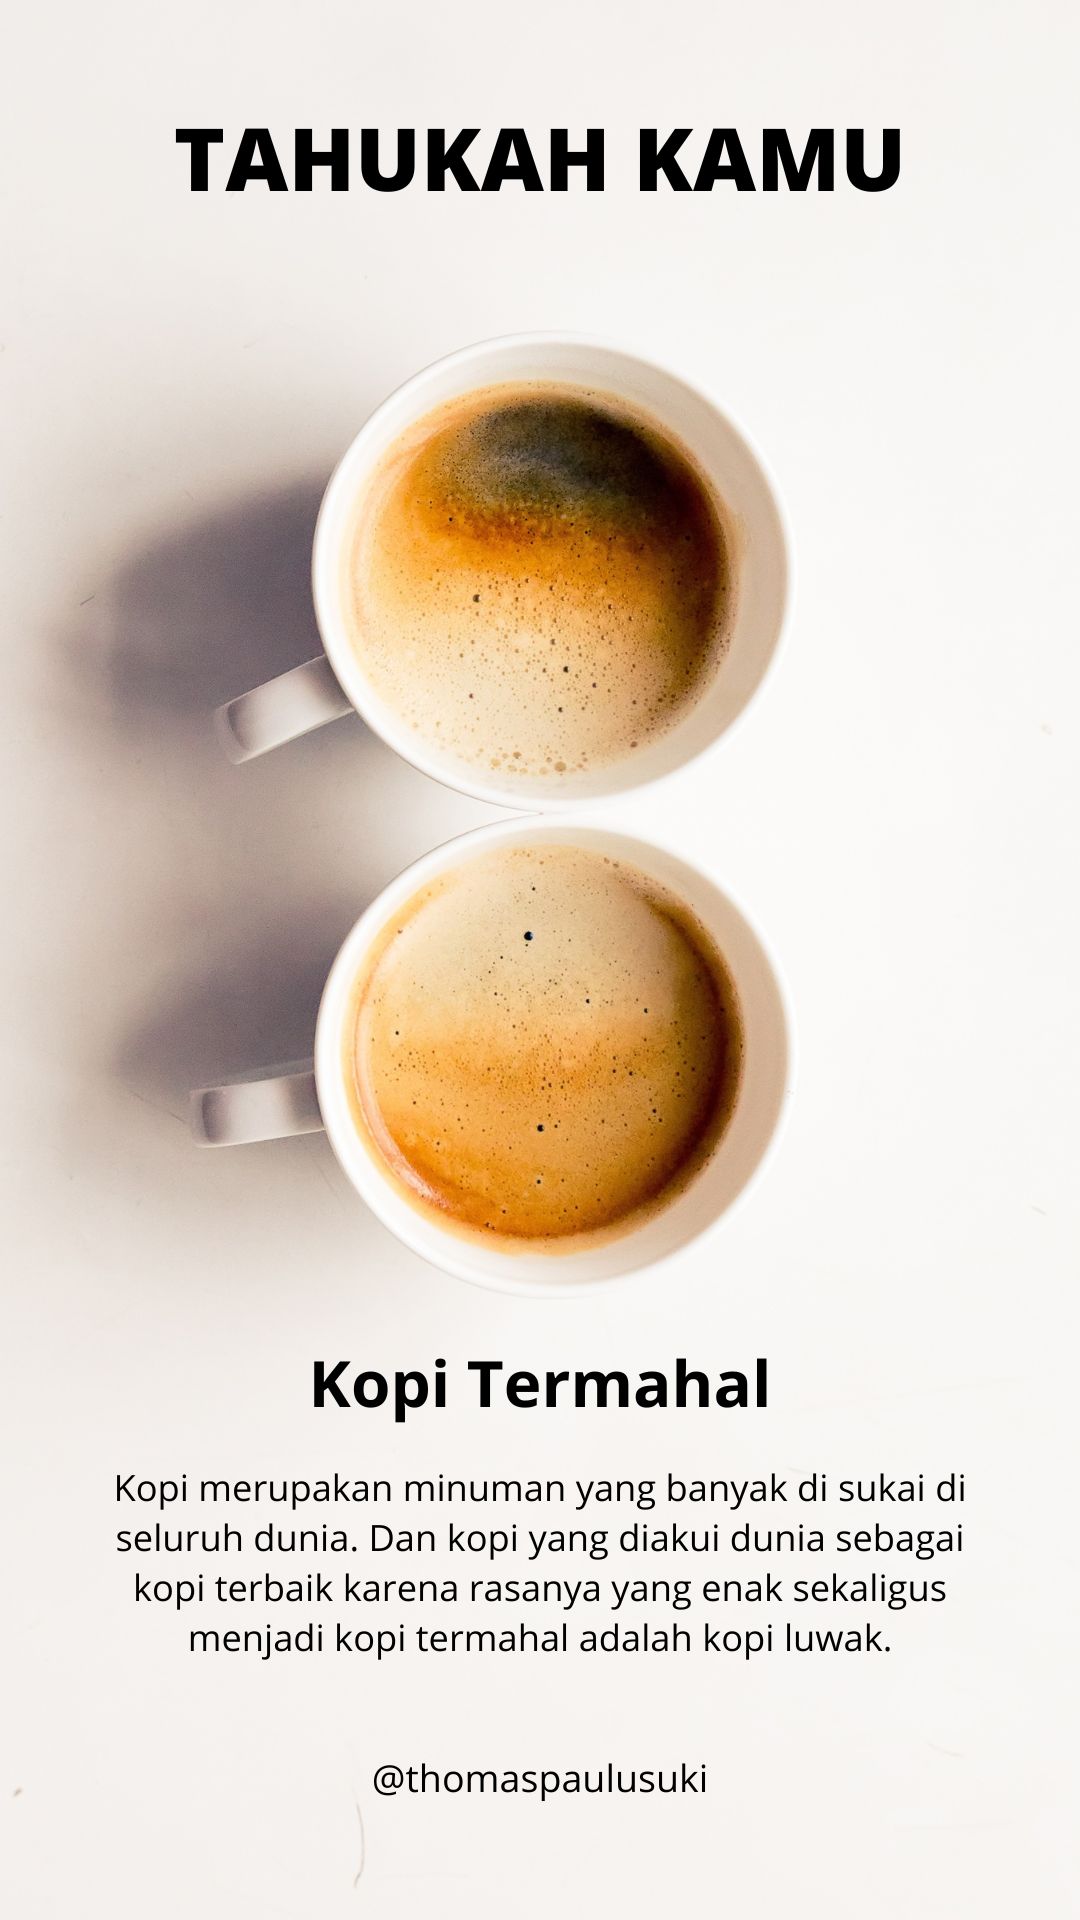 TAHUKAH KAMU
Kopi Termahal
Kopi merupakan minuman yang banyak di sukai di
seluruh dunia. Dan kopi yang diakui dunia sebagai
kopi terbaik karena rasanya yang enak sekaligus
menjadi kopi termahal adalah kopi luwak.
@thomaspaulusuki